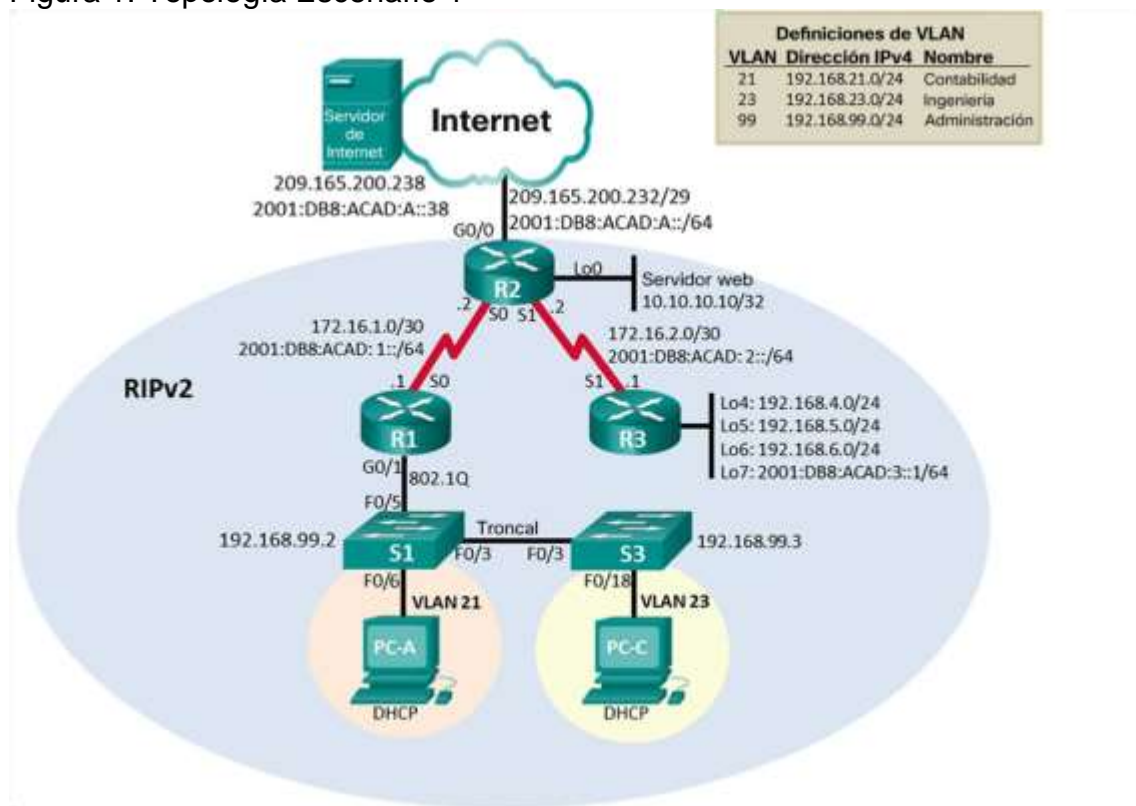 Figura 1. Topología Escenario 1
Definiciones de VLAN
VLAN Dirección IPv4 Nombre
21 192.168.21.0/24 Contabilidad
23 192.168.23.0/24 Ingeniería
99 192.168.99.0/24 Administración
Servidor
de
Internet
Internet
209.165.200.238
2001:DB8:ACAD:A::38
209.165.200.232/29
2001:DB8:ACAD:A::/64
G0/0
R2
Lo0
Servidor web
10.10.10.10/32
.2
S0
S1
.2
172.16.1.0/30
2001:DB8:ACAD: 1::/64
172.16.2.0/30
2001:DB8:ACAD: 2::/64
RIPv2
.1
S0
S1
.1
R1
R3
Lo4: 192.168.4.0/24
Lo5: 192.168.5.0/24
Lo6: 192.168.6.0/24
Lo7: 2001:DB8:ACAD:3::1/64
G0/1
802.1Q
F0/5
192.168.99.2
S1
Troncal
F0/3
F0/3
S3
192.168.99.3
F0/6
VLAN 21
F0/18
VLAN 23
PC-A
DHCP
PC-C
DHCP